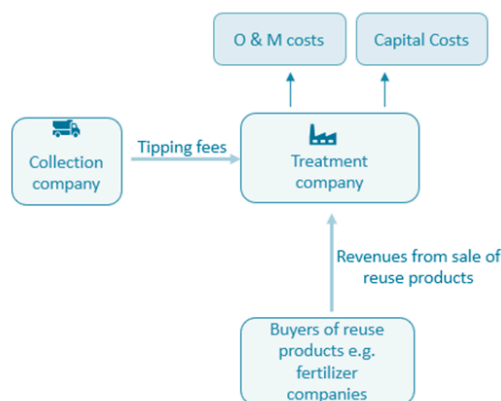 O & M costs
Capital Costs
Collection
company
Tipping fees
Treatment
company
Revenues from sale of
reuse products
Buyers of reuse
products e.g.
fertilizer
companies